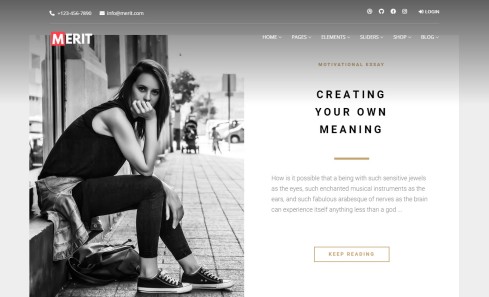 +123-456-7890 info@merit.com LOGIN
MERIT HOME PAGES ELEMENTS SLIDERS SHOP BLOG
MOTIVATIONAL ESSAY
CREATING
YOUR OWN
MEANING
How is it possible that a being with such sensitive jewels
as the eyes, such enchanted musical instruments as the
ears, and such fabulous arabesque of nerves as the brain
can experience itself anything less than a god ...
KEEP READING